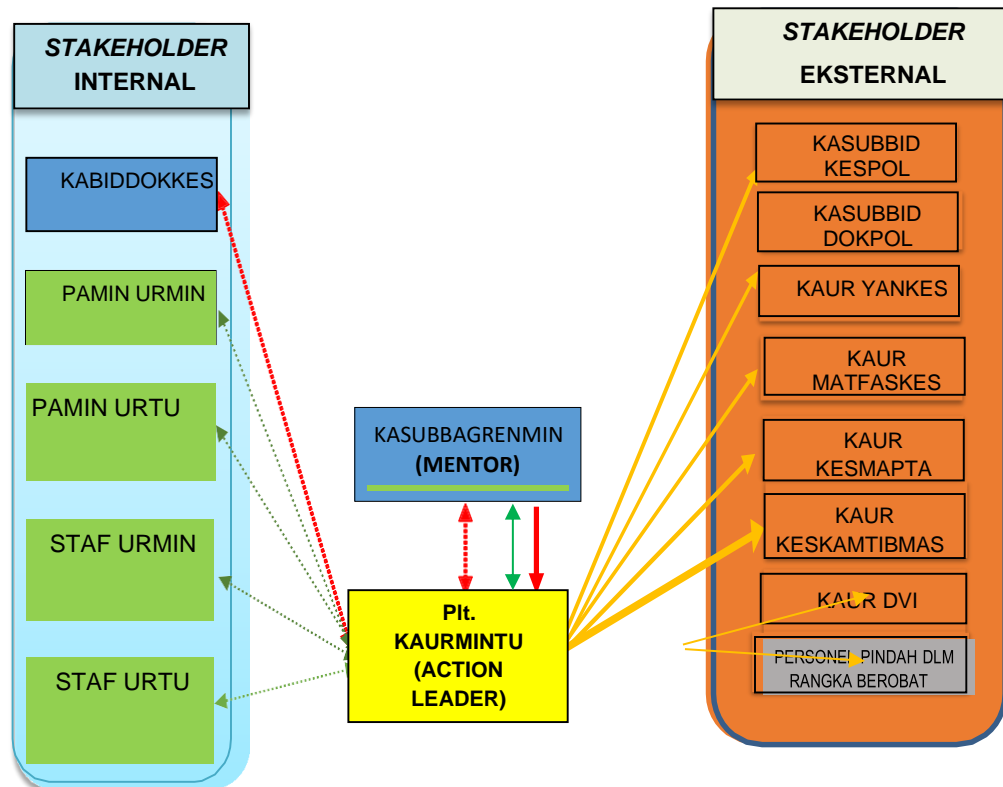 STAKEHOLDER
INTERNAL
KABIDDOKKES
PAMIN URMIN
PAMIN URTU
STAF URMIN
STAF URTU
KASUBBAGRENMIN
(MENTOR)
Plt.
KAURMINTU
(ACTION
LEADER)
STAKEHOLDER
EKSTERNAL
KASUBBID
KESPOL
KASUBBID
DOKPOL
KAUR YANKES
KAUR
MATFASKES
KAUR
KESMAPTA
KAUR
KESKAMTIBMAS
KAUR DVI
PERSONEL PINDAH DLM
RANGKA BEROBAT